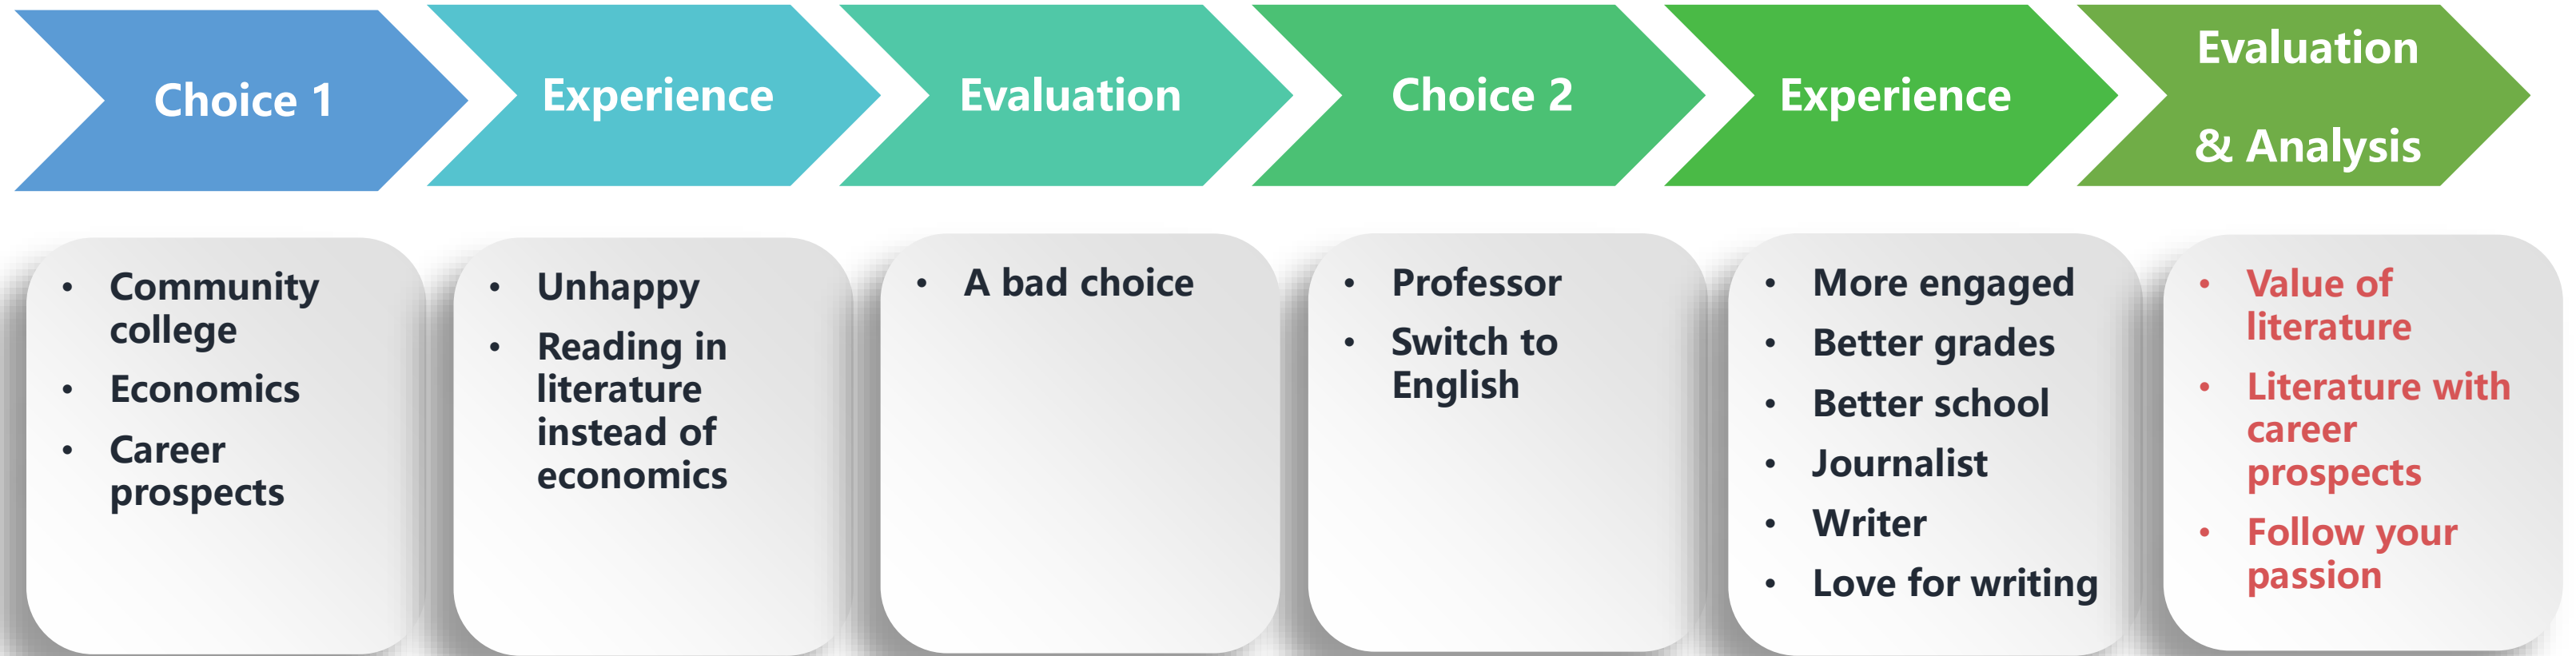 Choice 1
Experience
Evaluation
Choice 2
Experience
Evaluation
& Analysis
• Community
college
• Economics
• Career
prospects
• Unhappy
• Reading in
literature
instead of
economics
• A bad choice
• Professor
• Switch to
English
• More engaged
• Better grades
• Better school
• Journalist
• Writer
• Love for writing
• Value of
literature
• Literature with
career
prospects
• Follow your
passion